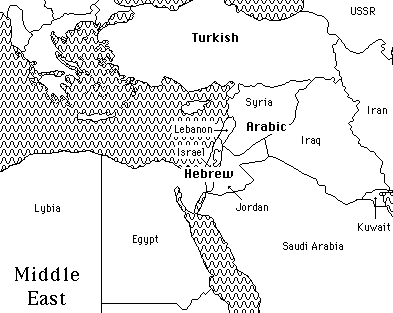 USSR
Turkish
Syria
Iran
Lebanon
Arabic
Iraq
Israel
Hebrew
Lybia
Jordan
Kuwait
Egypt
Saudi Arabia
Middle
East